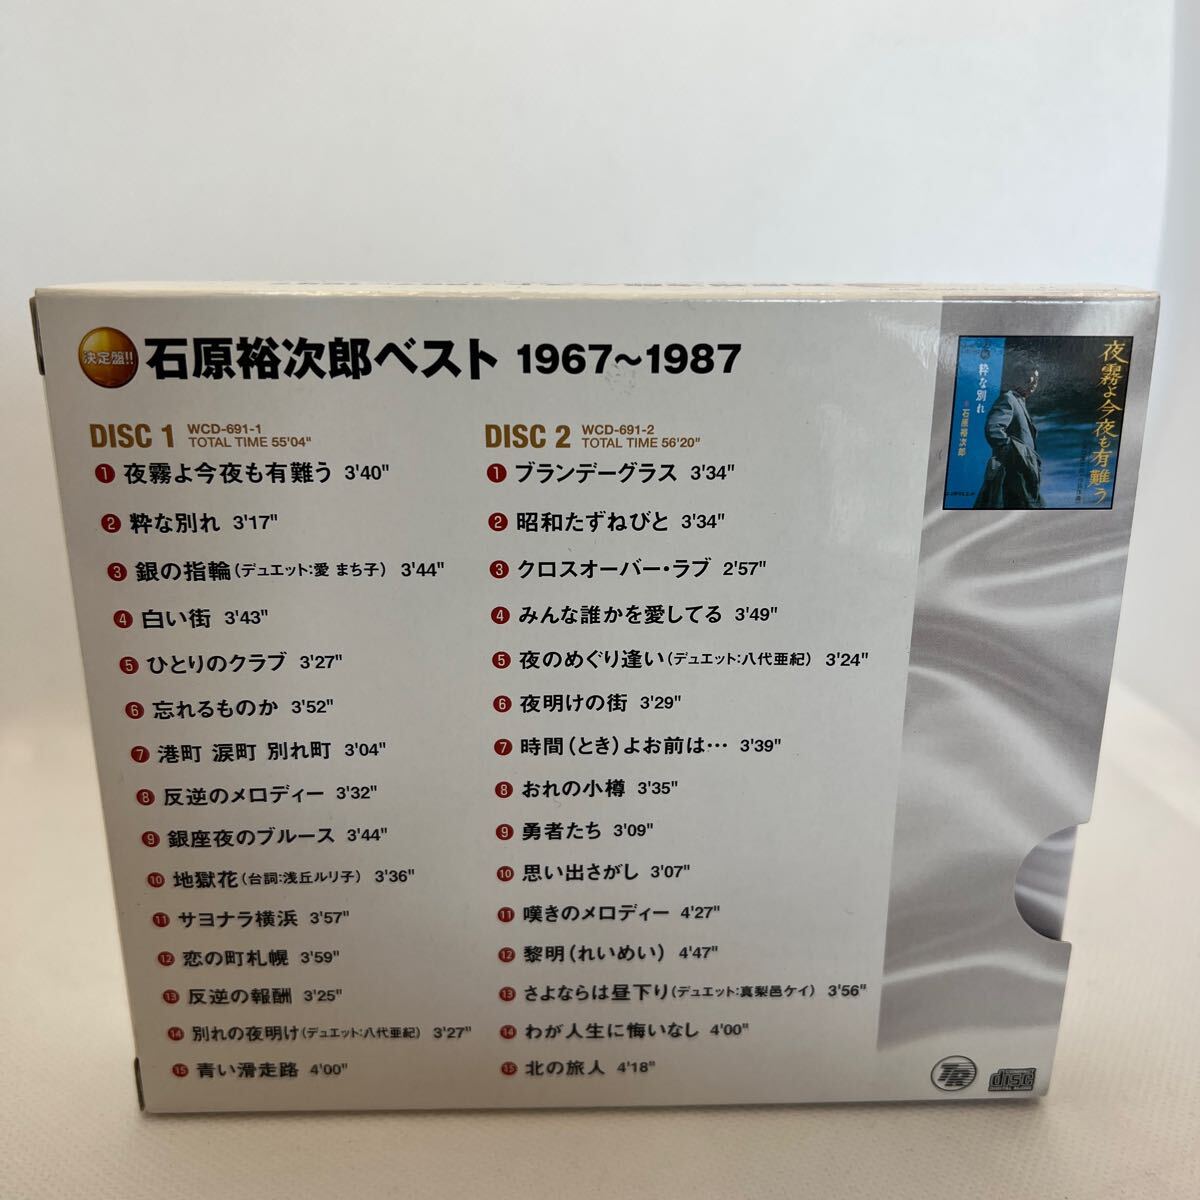 決定盤!! 石原裕次郎ベスト 1967〜1987
DISC 1 WCD-691-1
TOTAL TIME 55'04"
1 夜霧よ今夜も有難う 3'40"
2 粋な別れ 3'17"
3 銀の指輪(デュエット:愛 まち子) 3'44"
4 白い街 3'43"
5 ひとりのクラブ 3'27"
6 忘れるものか 3'52"
7 港町 涙町 別れ町 3'04"
8 反逆のメロディー 3'32"
9 銀座夜のブルース 3'44"
10 地獄花(台詞:浅丘ルリ子) 3'36"
11 サヨナラ横浜 3'57"
12 恋の町札幌 3'59"
13 反逆の報酬 3'25"
14 別れの夜明け(デュエット:八代亜紀) 3'27"
15 青い滑走路 4'00"
DISC 2 WCD-691-2
TOTAL TIME 56'20"
1 ブランデーグラス 3'34"
2 昭和たずねびと 3'34"
3 クロスオーバー・ラブ 2'57"
4 みんな誰かを愛してる 3'49"
5 夜のめぐり逢い(デュエット:八代亜紀) 3'24"
6 夜明けの街 3'29"
7 時間(とき)よお前は… 3'39"
8 おれの小樽 3'35"
9 勇者たち 3'09"
10 思い出さがし 3'07"
11 嘆きのメロディー 4'27"
12 黎明(れいめい) 4'47"
13 さよならは昼下り(デュエット:真梨邑ケイ) 3'56"
14 わが人生に悔いなし 4'00"
15 北の旅人 4'18"
夜霧よ今夜も有難う
粋な別れ
石原裕次郎
TR
COMPACT
disc
DIGITAL AUDIO